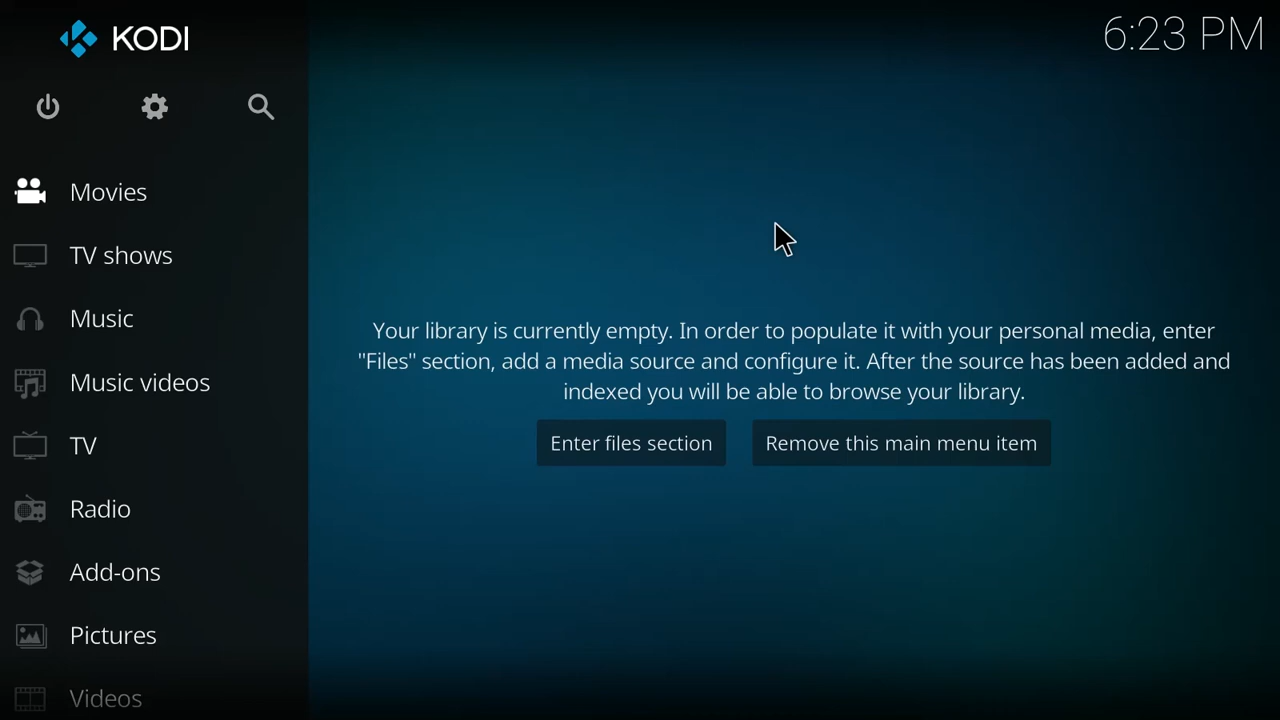 KODI
6:23 PM
Movies
TV shows
Music
Music videos
TV
Radio
Add-ons
Pictures
Videos
Your library is currently empty. In order to populate it with your personal media, enter
"Files" section, add a media source and configure it. After the source has been added and
indexed you will be able to browse your library.
Enter files section
Remove this main menu item